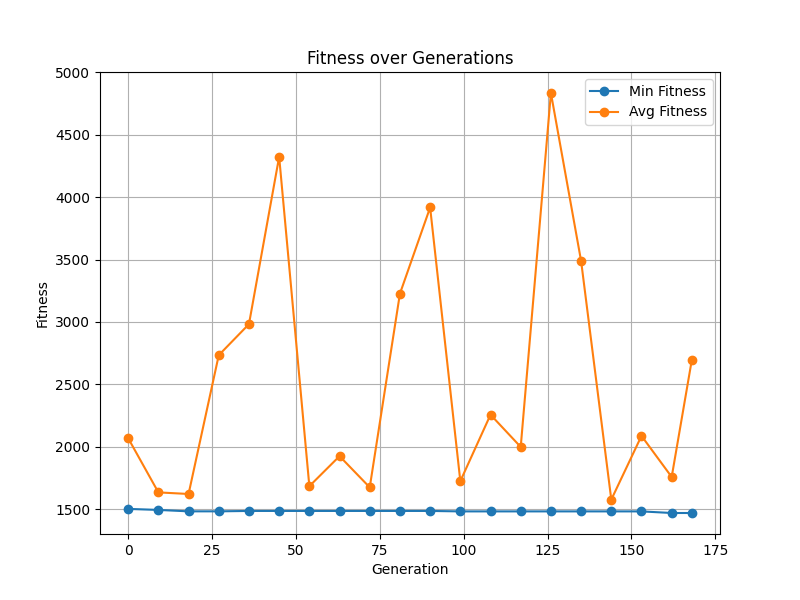 Fitness over Generations
Min Fitness
Avg Fitness
5000
4500
4000
3500
3000
2500
2000
1500
Fitness
0 25 50 75 100 125 150 175
Generation